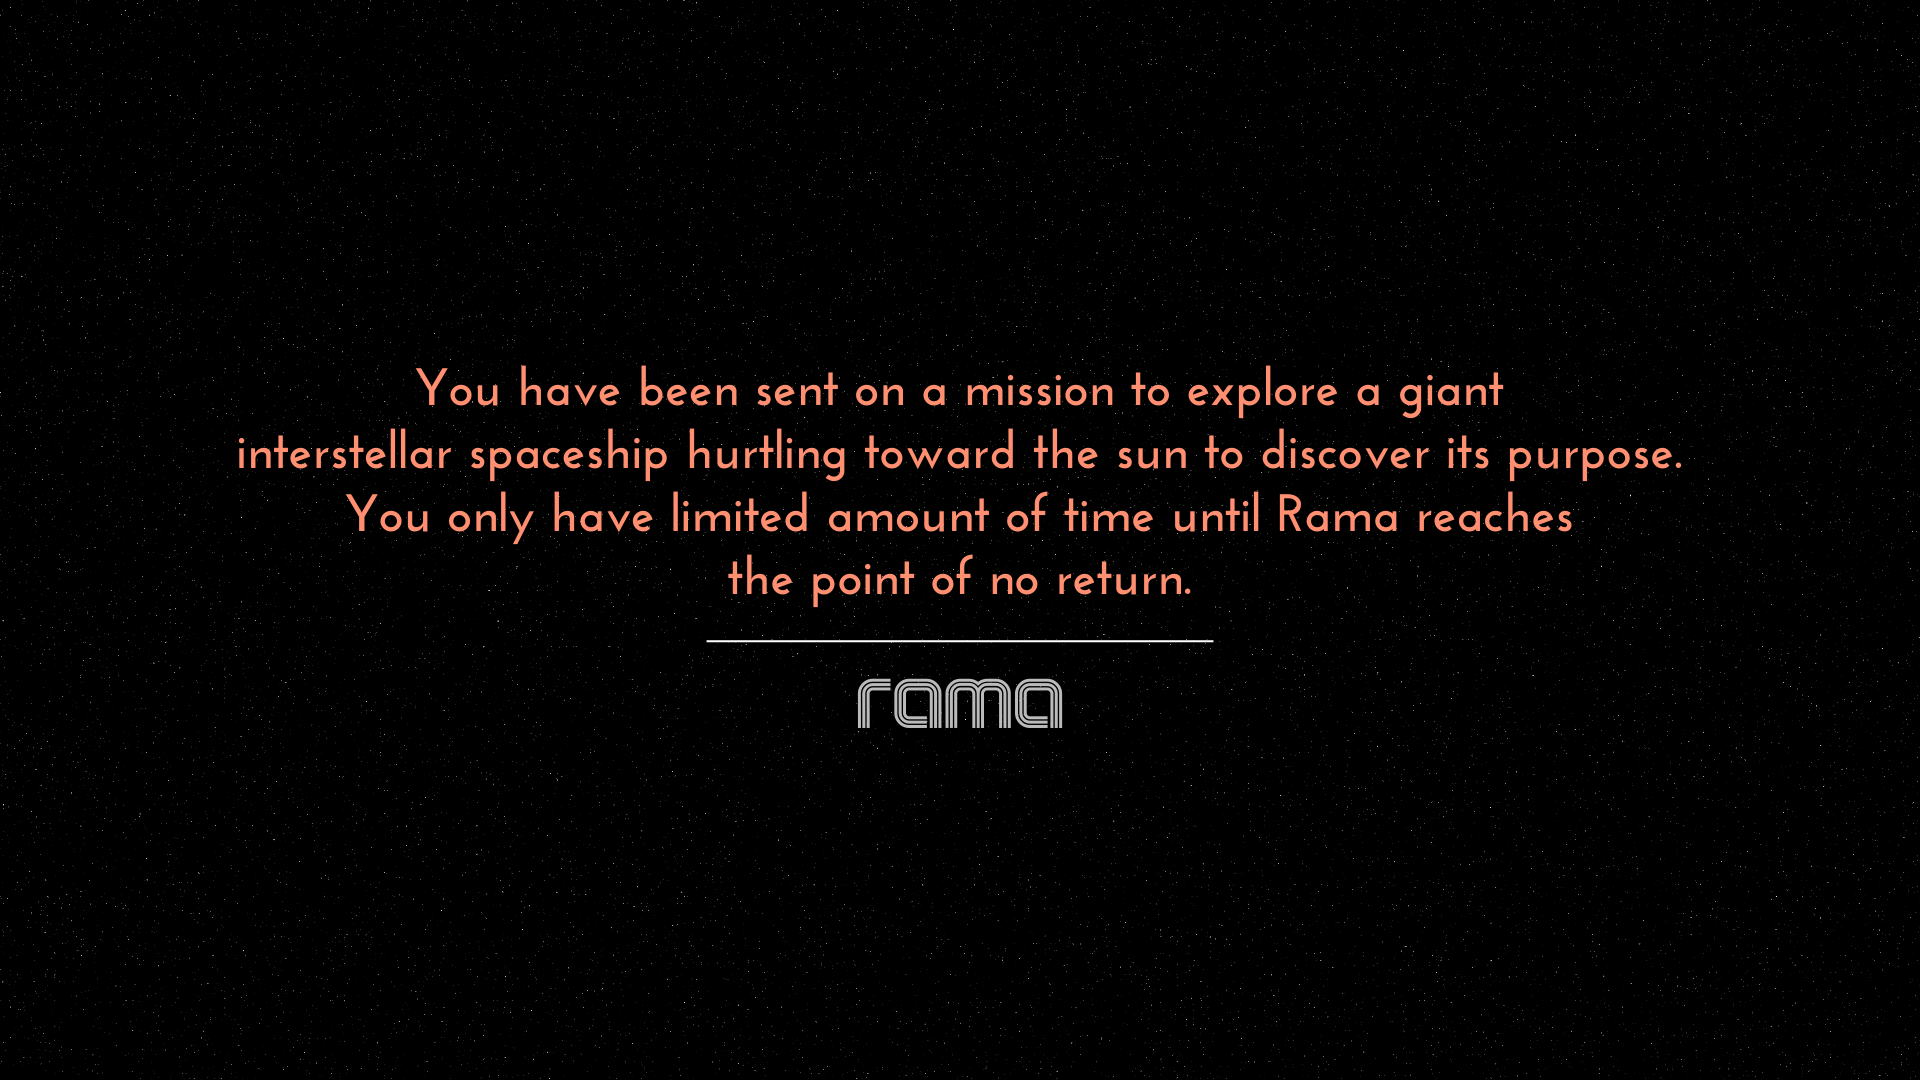 You have been sent on a mission to explore a giant
interstellar spaceship hurtling toward the sun to discover its purpose.
You only have limited amount of time until Rama reaches
the point of no return.
rama